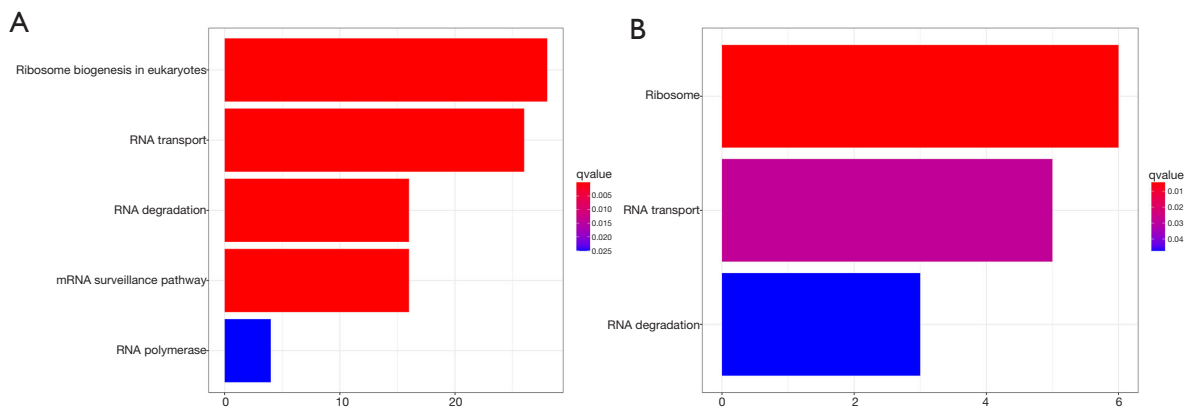 A
Ribosome biogenesis in eukaryotes
RNA transport
RNA degradation
mRNA surveillance pathway
RNA polymerase
0
10
20
qvalue
0.005
0.010
0.015
0.020
0.025
B
Ribosome
RNA transport
RNA degradation
0
2
4
6
qvalue
0.01
0.02
0.03
0.04